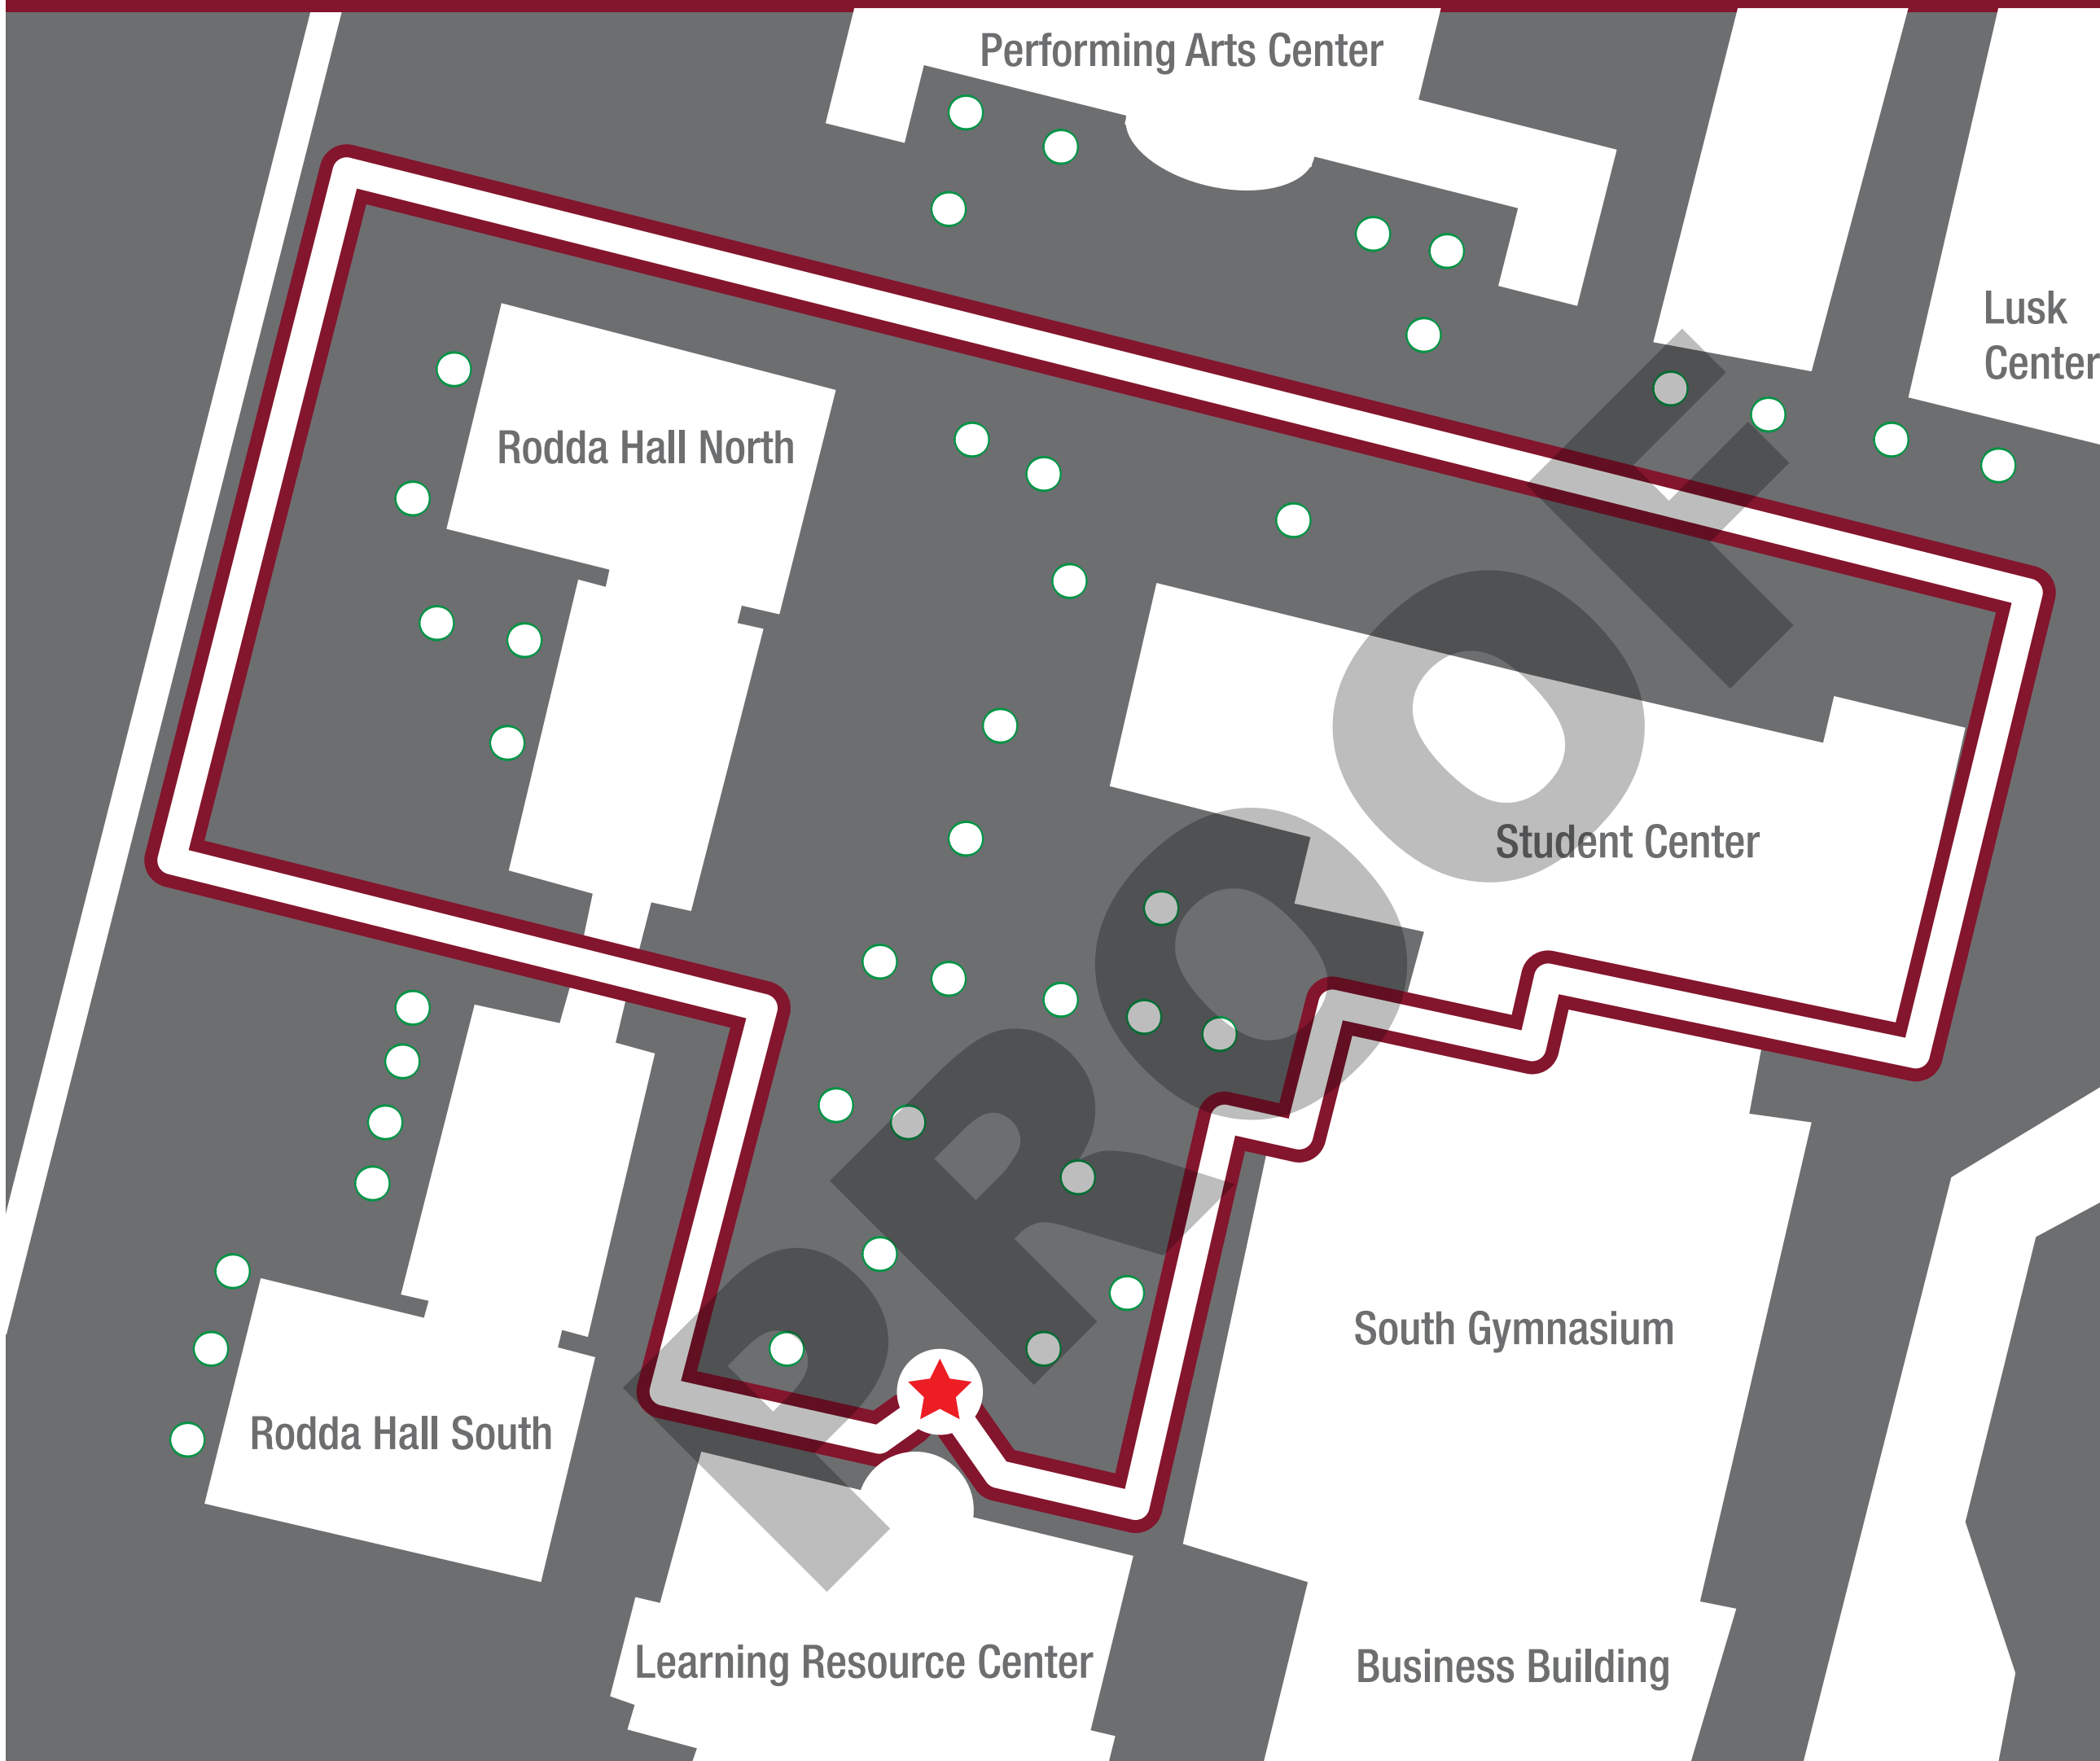 Performing Arts Center
Lusk
Center
Rodda Hall North
Student Center
PROOF
South Gymnasium
Rodda Hall South
Learning Resource Center
Business Building